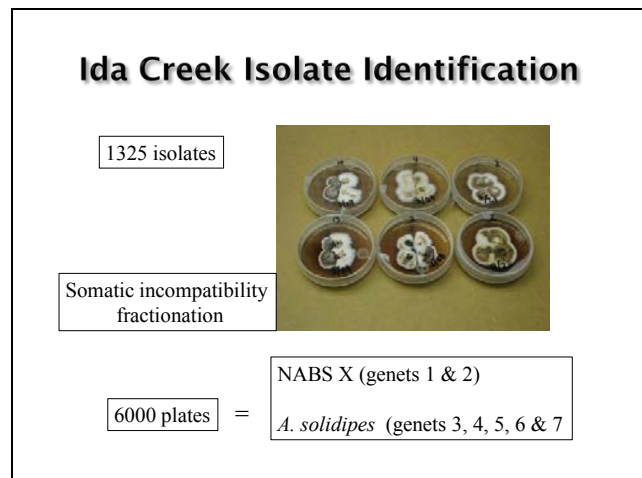 Ida Creek Isolate Identification
1325 isolates
Somatic incompatibility
fractionation
6000 plates
=
NABS X (genets 1 & 2)
A. solidipes (genets 3, 4, 5, 6 & 7